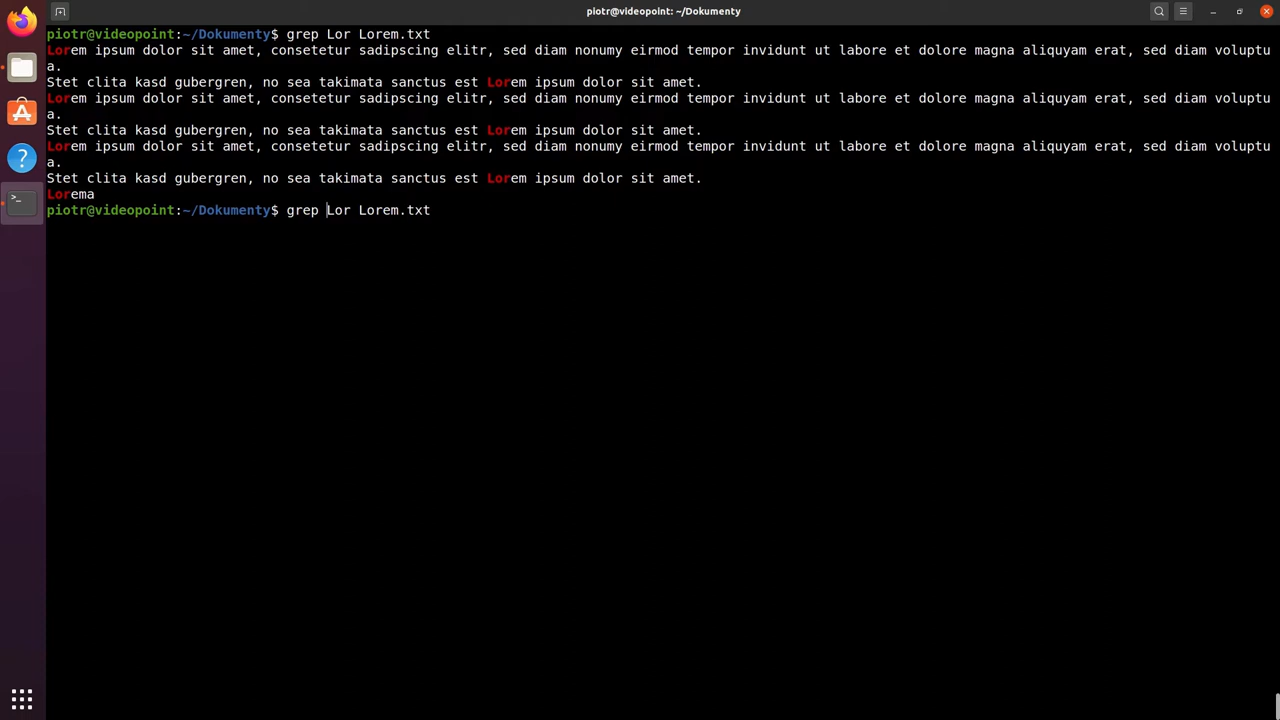 piotr@videopoint: ~/Dokumenty
piotr@videopoint:~/Dokumenty$ grep Lor Lorem.txt
Lorem ipsum dolor sit amet, consetetur sadipscing elitr, sed diam nonumy eirmod tempor invidunt ut labore et dolore magna aliquyam erat, sed diam voluptu
a.
Stet clita kasd gubergren, no sea takimata sanctus est Lorem ipsum dolor sit amet.
Lorem ipsum dolor sit amet, consetetur sadipscing elitr, sed diam nonumy eirmod tempor invidunt ut labore et dolore magna aliquyam erat, sed diam voluptu
a.
Stet clita kasd gubergren, no sea takimata sanctus est Lorem ipsum dolor sit amet.
Lorem ipsum dolor sit amet, consetetur sadipscing elitr, sed diam nonumy eirmod tempor invidunt ut labore et dolore magna aliquyam erat, sed diam voluptu
a.
Stet clita kasd gubergren, no sea takimata sanctus est Lorem ipsum dolor sit amet.
Lorema
piotr@videopoint:~/Dokumenty$ grep Lor Lorem.txt